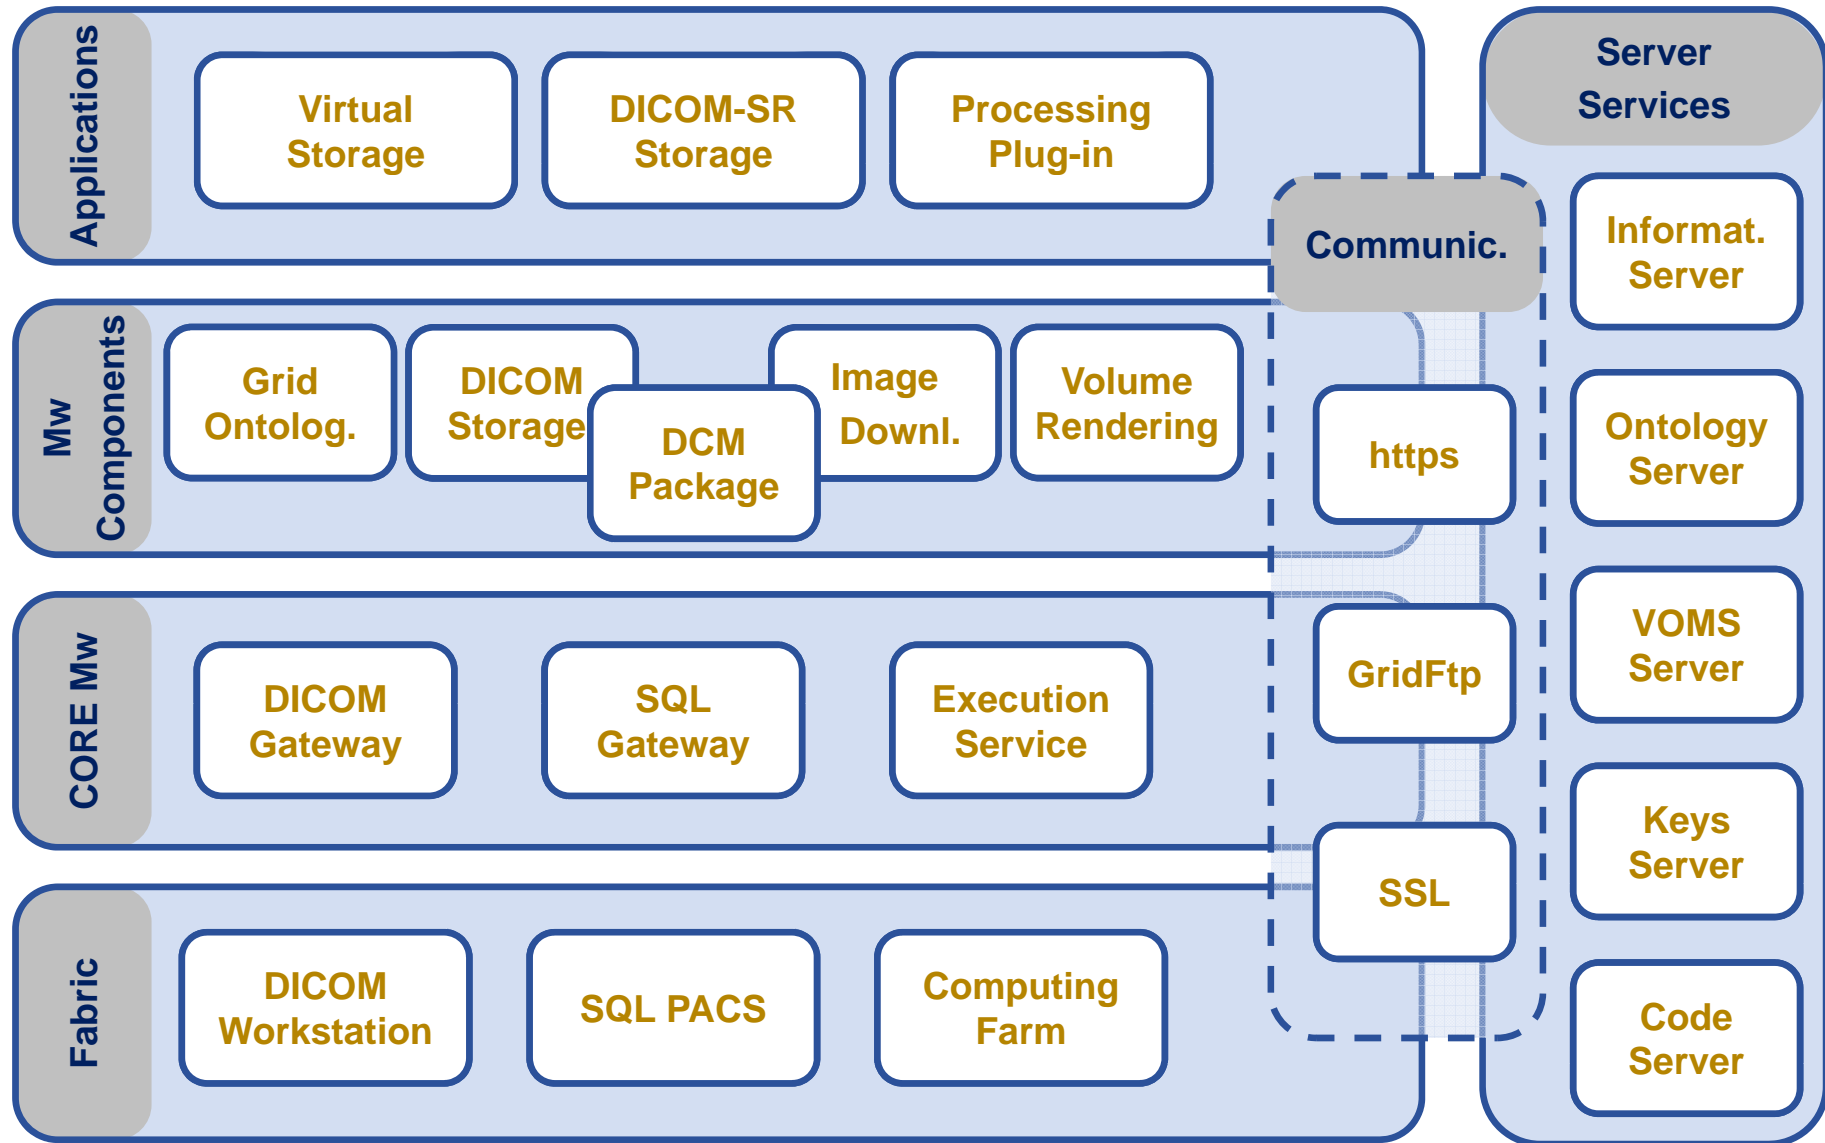 Applications
Virtual
Storage
DICOM-SR
Storage
Processing
Plug-in
Mw
Components
Grid
Ontolog.
DICOM
Storage
DCM
Package
Image
Downl.
Volume
Rendering
CORE Mw
DICOM
Gateway
SQL
Gateway
Execution
Service
Fabric
DICOM
Workstation
SQL PACS
Computing
Farm
Communic.
https
GridFtp
SSL
Server
Services
Informat.
Server
Ontology
Server
VOMS
Server
Keys
Server
Code
Server